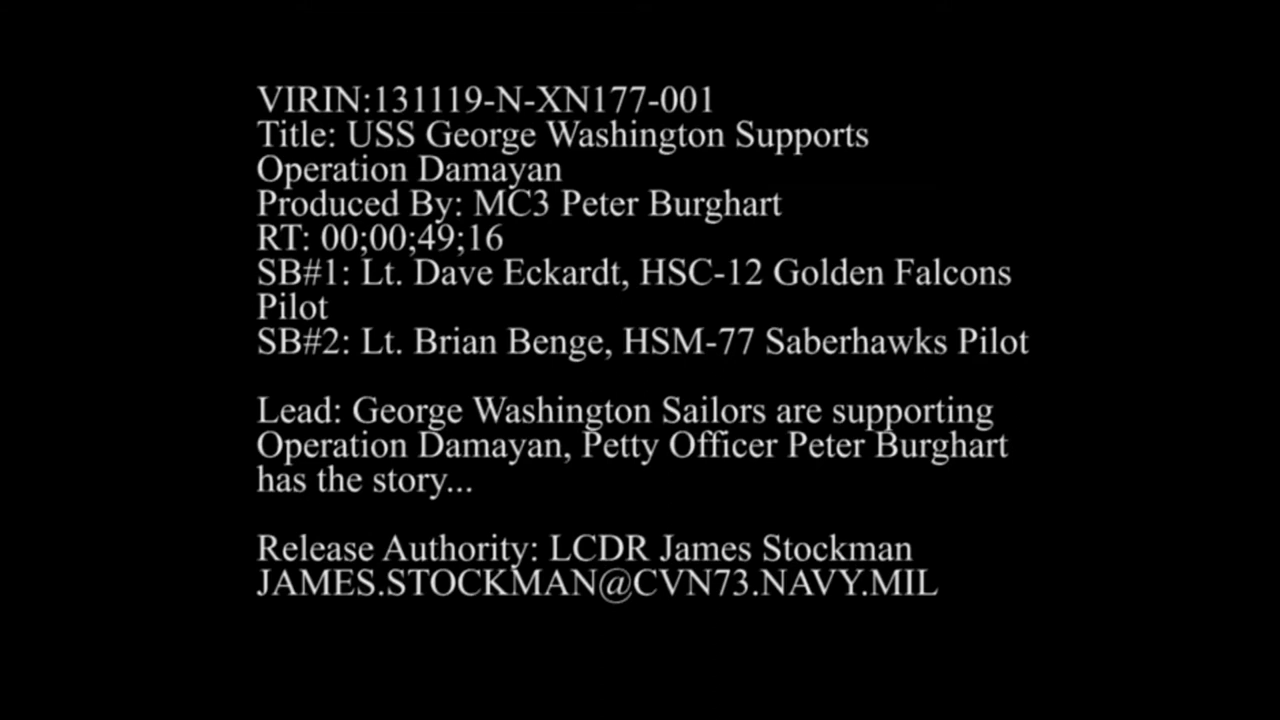 VIRIN:131119-N-XN177-001
Title: USS George Washington Supports
Operation Damayan
Produced By: MC3 Peter Burghart
RT: 00;00;49;16
SB#1: Lt. Dave Eckardt, HSC-12 Golden Falcons
Pilot
SB#2: Lt. Brian Benge, HSM-77 Saberhawks Pilot
Lead: George Washington Sailors are supporting
Operation Damayan, Petty Officer Peter Burghart
has the story...
Release Authority: LCDR James Stockman
JAMES.STOCKMAN@CVN73.NAVY.MIL